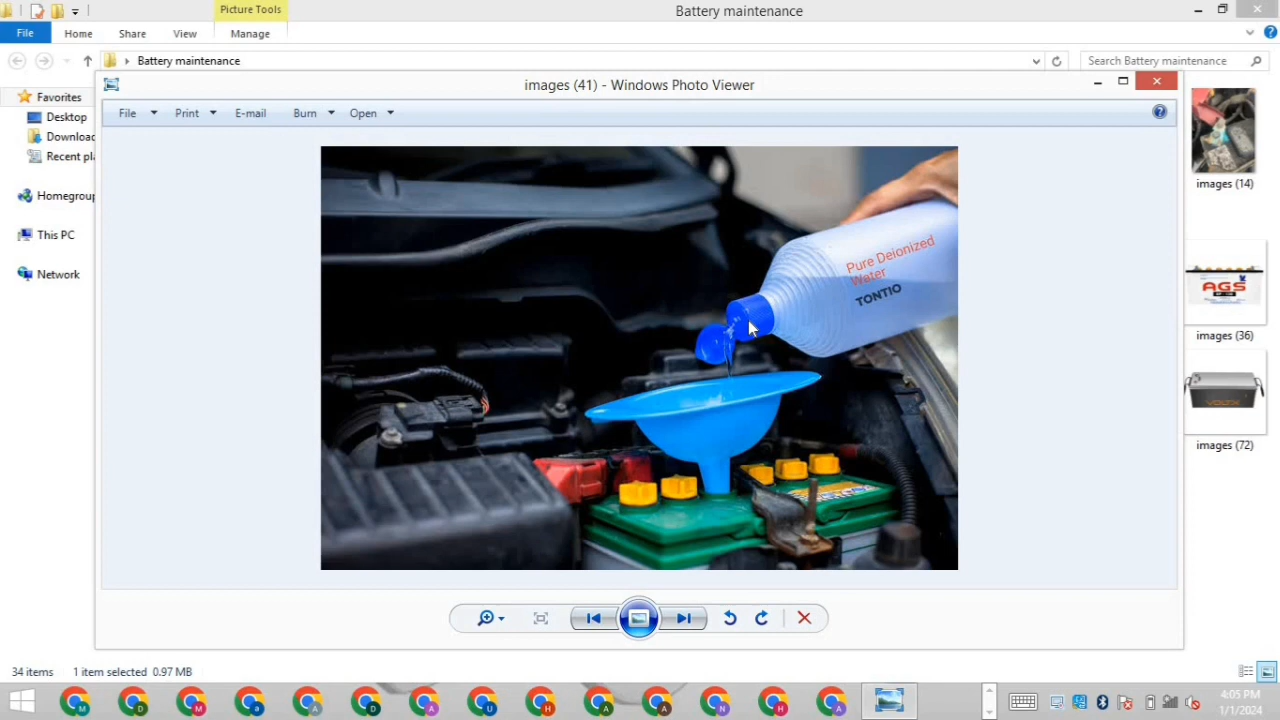 Picture Tools
Battery maintenance
File
Home
Share
View
Manage
Battery maintenance
Search Battery maintenance
Favorites
Desktop
Recent
Homegroup
This PC
Network
images (41) - Windows Photo Viewer
File
Print
E-mail
Burn
Open
Pure Deionized
Water
TONTIO
images (14)
AGS
images (36)
VOLTX
images (72)
34 items
1 item selected 0.97 MB
4:05 PM
1/1/2024